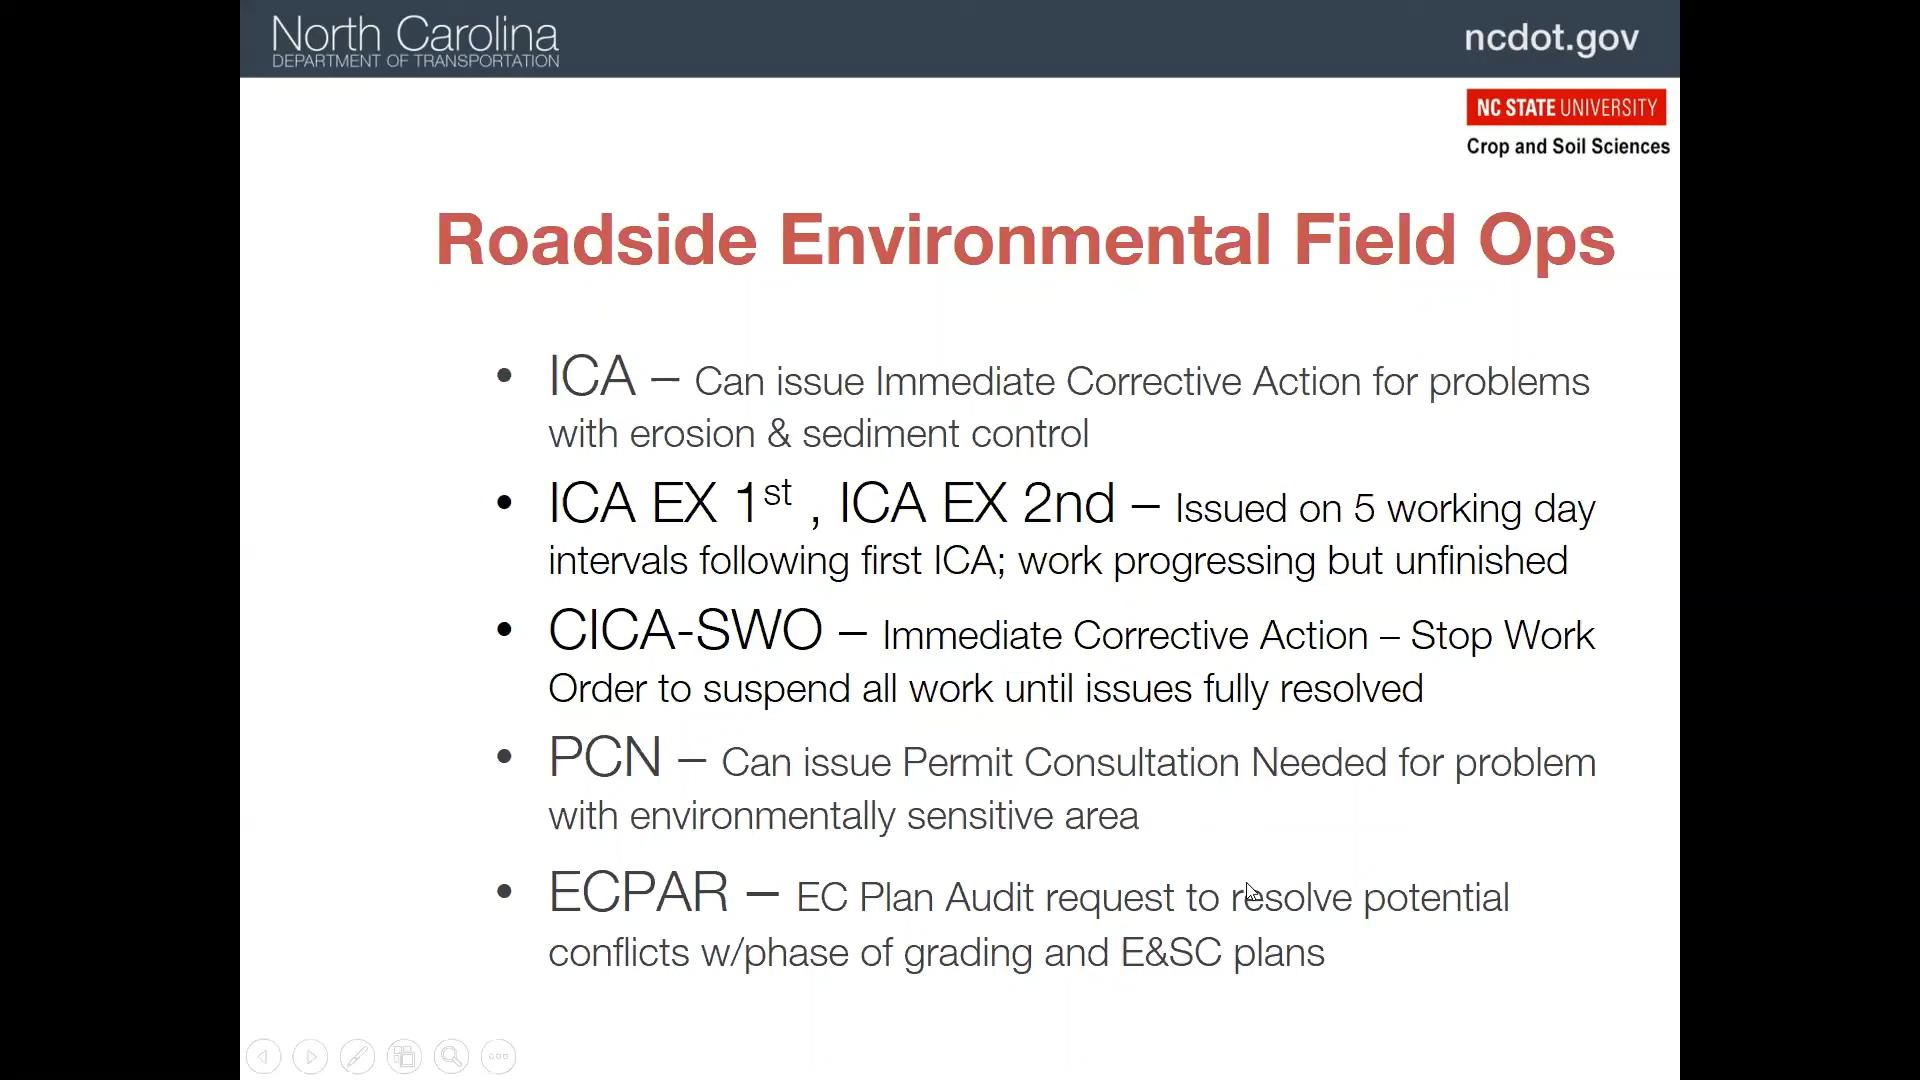 North Carolina
DEPARTMENT OF TRANSPORTATION
ncdot.gov
NC STATE UNIVERSITY
Crop and Soil Sciences
Roadside Environmental Field Ops
• ICA – Can issue Immediate Corrective Action for problems
with erosion & sediment control
• ICA EX 1st , ICA EX 2nd – Issued on 5 working day
intervals following first ICA; work progressing but unfinished
• CICA-SWO – Immediate Corrective Action – Stop Work
Order to suspend all work until issues fully resolved
• PCN – Can issue Permit Consultation Needed for problem
with environmentally sensitive area
• ECPAR – EC Plan Audit request to resolve potential
conflicts w/phase of grading and E&SC plans